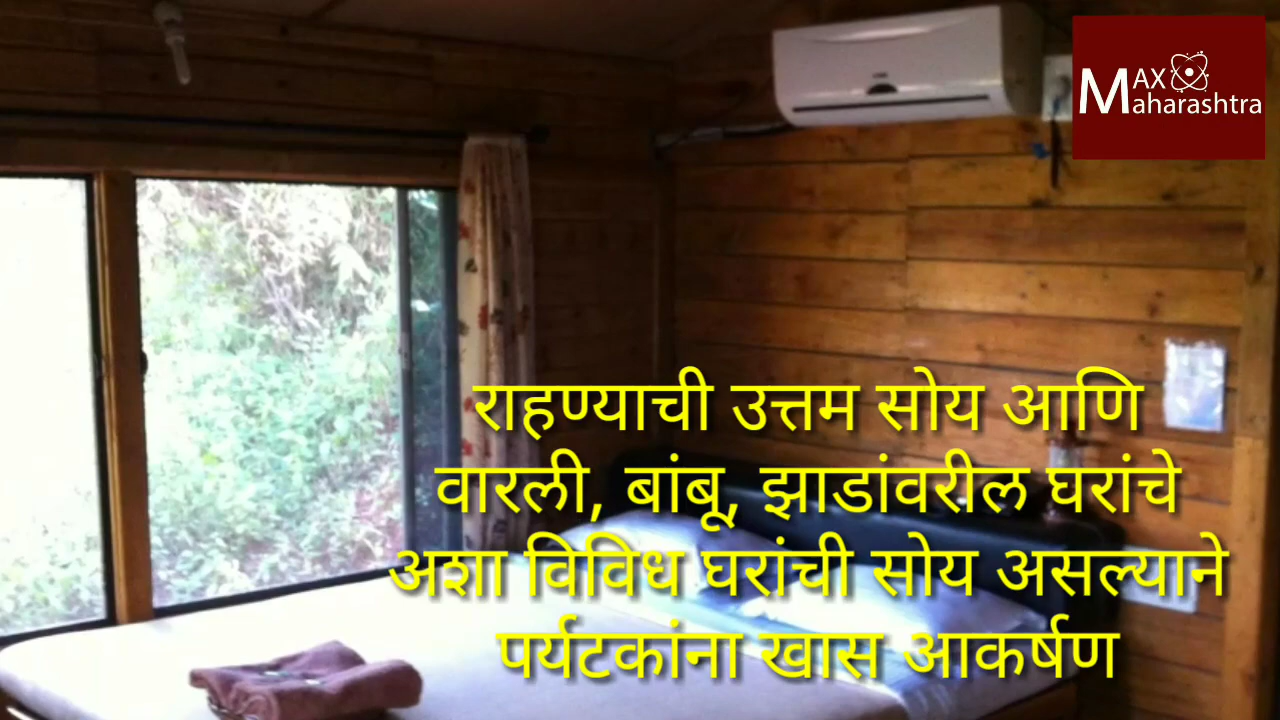 MAX
Maharashtra
राहण्याची उत्तम सोय आणि
वारली, बांबू, झाडांवरील घरांचे
अशा विविध घरांची सोय असल्याने
पर्यटकांना खास आकर्षण